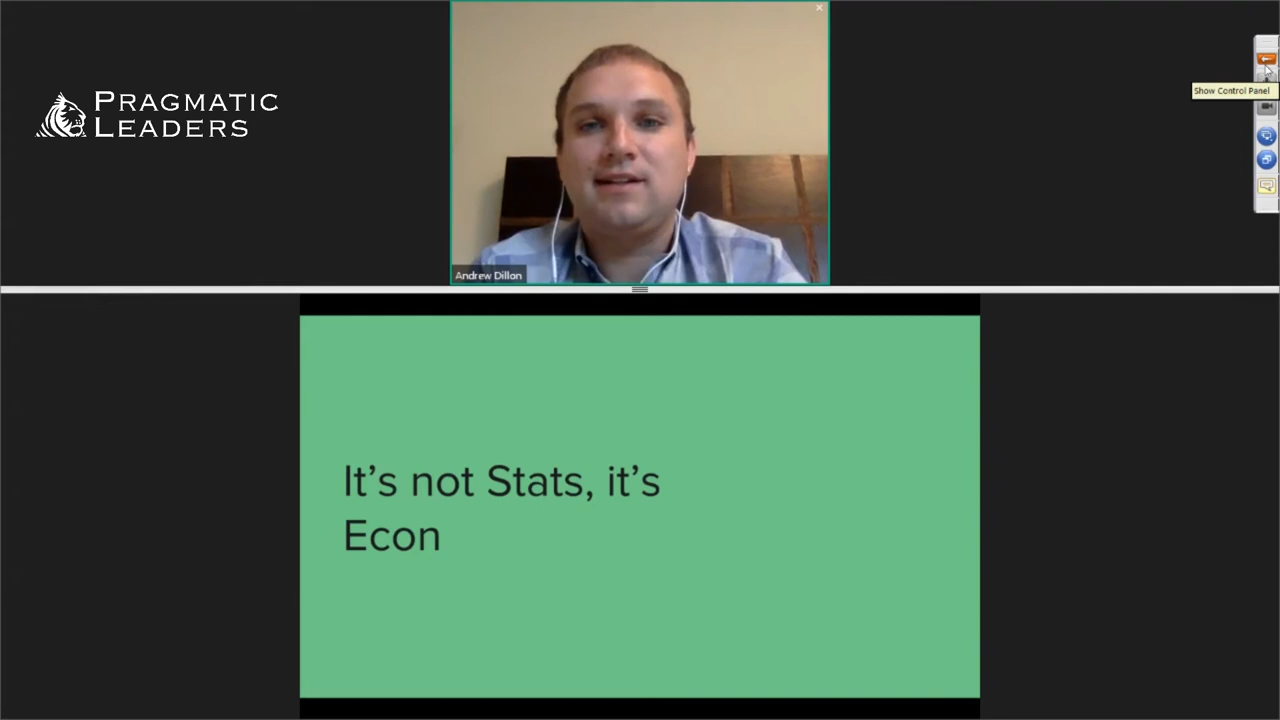 PRAGMATIC
LEADERS
Show Control Panel
Andrew Dillon
It's not Stats, it's
Econ